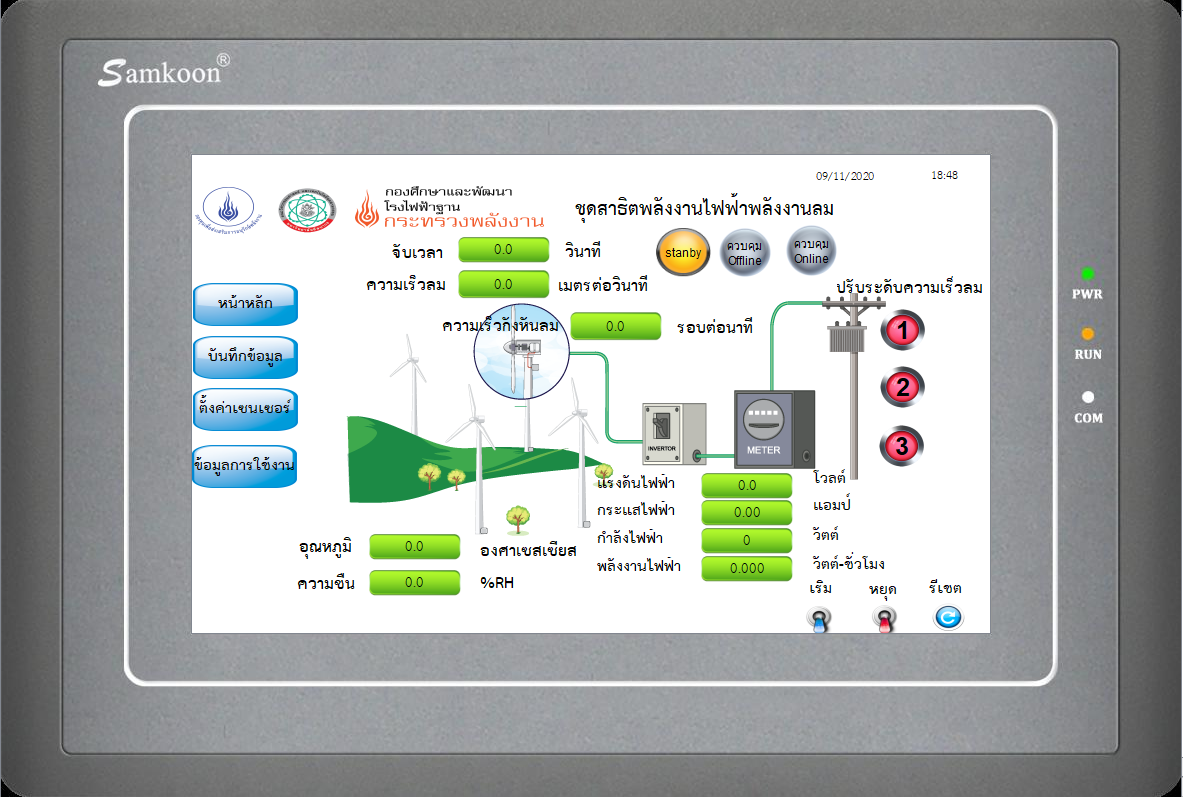 Samkoon®
09/11/2020
18:48
กองศึกษาและพัฒนา
โรงไฟฟ้าฐาน
กระทรวงพลังงาน
ชุดสาธิตพลังงานไฟฟ้าพลังงานลม
จับเวลา 0.0 วินาที
stanby
ควบคุม
Offline
ควบคุม
Online
ความเร็วลม 0.0 เมตรต่อวินาที
ปรับระดับความเร็วลม
ความเร็วกังหันลม 0.0 รอบต่อนาที
1
2
3
หน้าหลัก
บันทึกข้อมูล
ตั้งค่าเซนเซอร์
ข้อมูลการใช้งาน
INVERTOR
METER
แรงดันไฟฟ้า 0.0 โวลต์
กระแสไฟฟ้า 0.00 แอมป์
กำลังไฟฟ้า 0 วัตต์
พลังงานไฟฟ้า 0.000 วัตต์-ชั่วโมง
อุณหภูมิ 0.0 องศาเซสเซียส
ความชืน 0.0 %RH
เริม
หยุด
รีเซต
PWR
RUN
COM